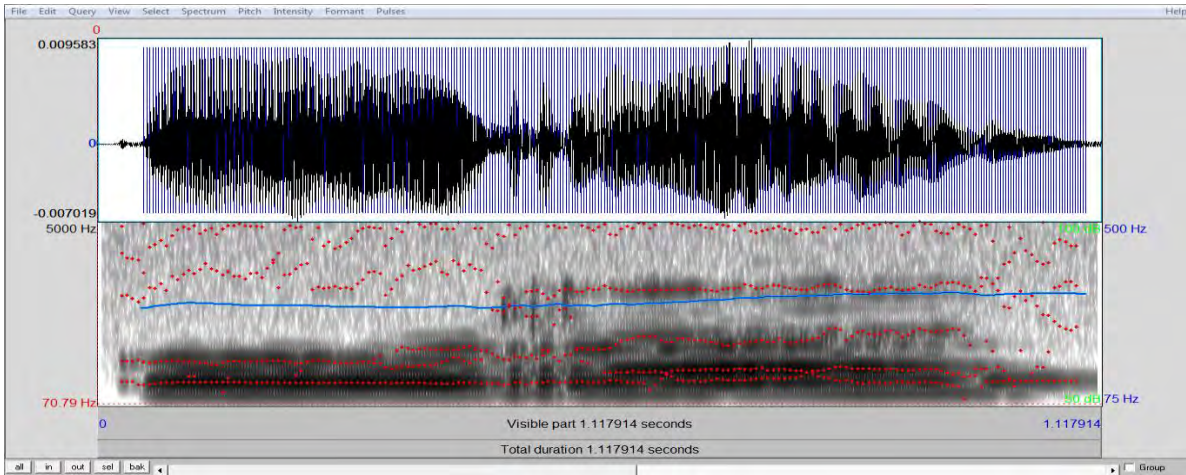 File Edit Query View Select Spectrum Pitch Intensity Formant Pulses Help
0
0.009583
0
-0.007019
5000 Hz 500 Hz
70.79 Hz 50 dB 75 Hz
0 Visible part 1.117914 seconds 1.117914
Total duration 1.117914 seconds
all in out sel bak Group